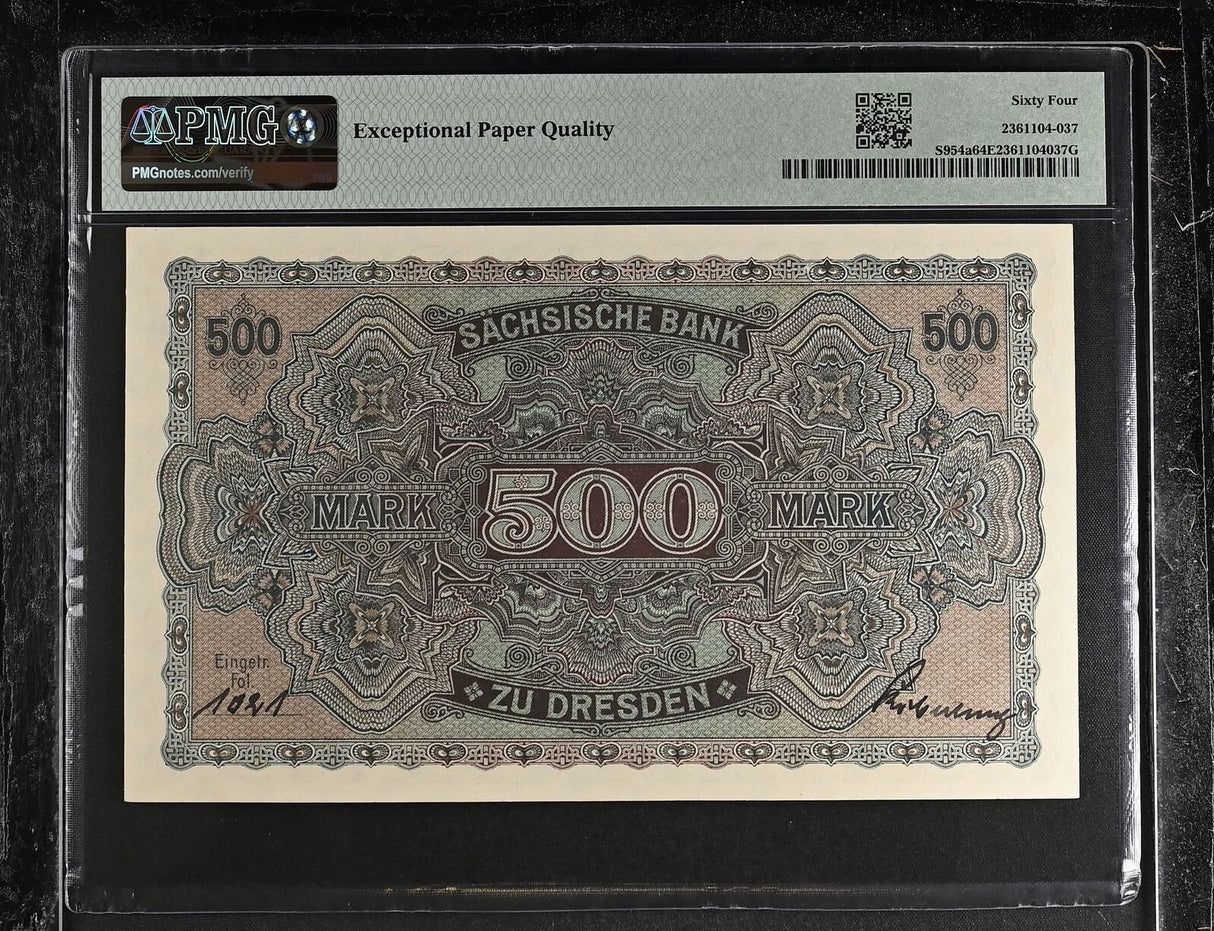 PMG
PMGnotes.com/verify
PNG
Exceptional Paper Quality
Sixty Four
2361104-037
S954a64E2361104037G
500
SÄCHSISCHE BANK
500
MARK
500
MARK
Eingetr.
Fol
1021
ZU DRESDEN